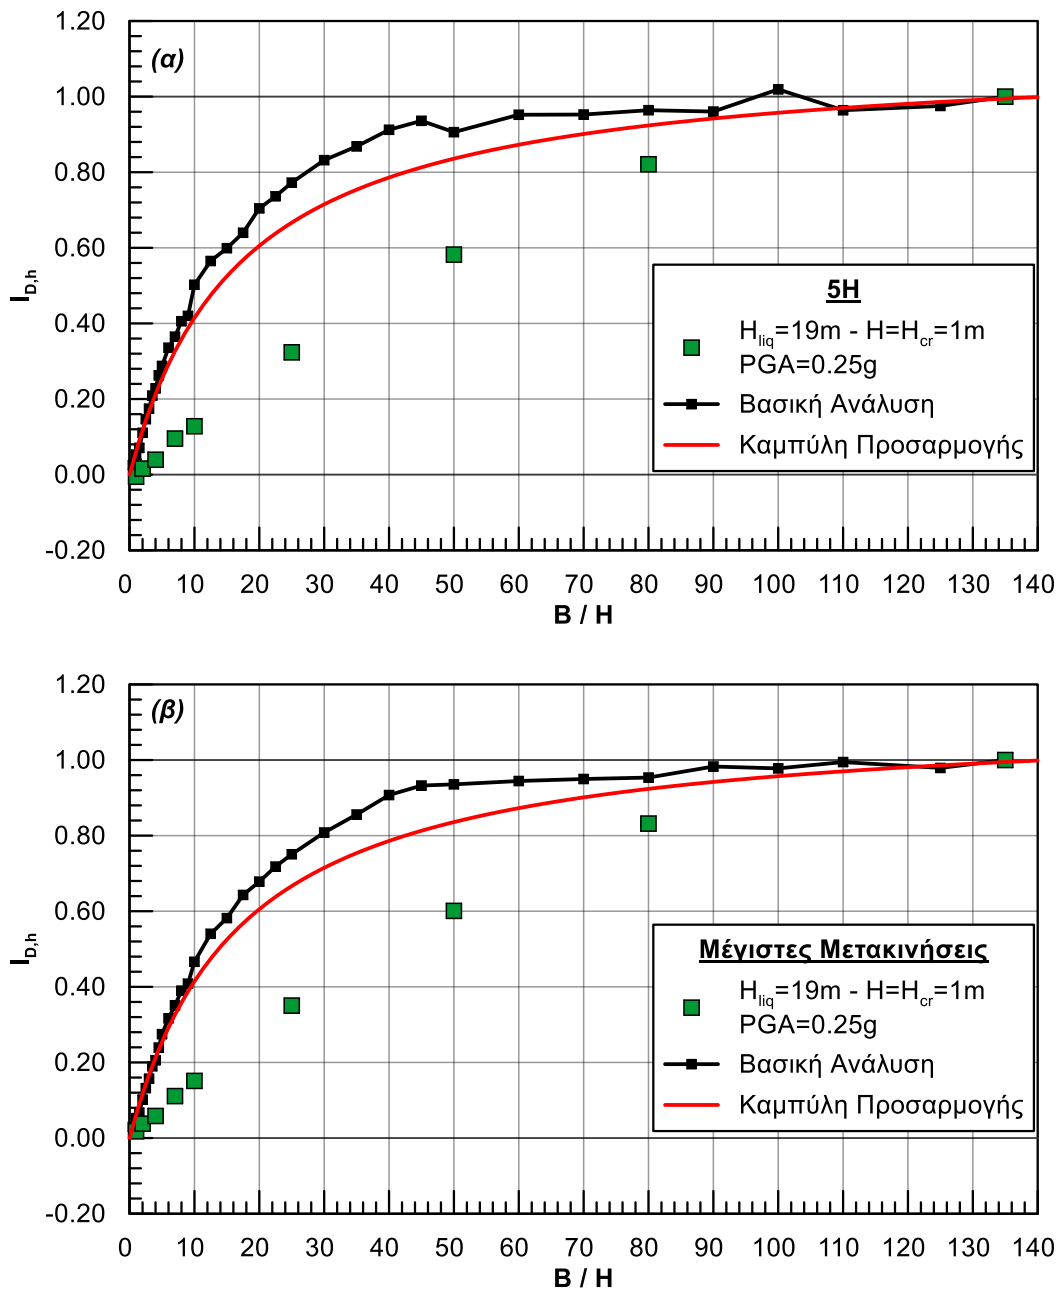 1.20
(α)
1.00
0.80
0.60
I_D,h
0.40
0.20
0.00
-0.20
5H
H_liq=19m - H=H_cr=1m
PGA=0.25g
Βασική Ανάλυση
Καμπύλη Προσαρμογής
0 10 20 30 40 50 60 70 80 90 100 110 120 130 140
B / H
1.20
(β)
1.00
0.80
0.60
I_D,h
0.40
0.20
0.00
-0.20
Μέγιστες Μετακινήσεις
H_liq=19m - H=H_cr=1m
PGA=0.25g
Βασική Ανάλυση
Καμπύλη Προσαρμογής
0 10 20 30 40 50 60 70 80 90 100 110 120 130 140
B / H